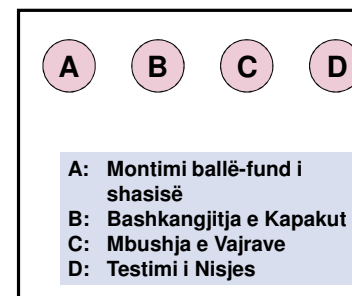 A B C D
A: Montimi ballë-fund i
shasisë
B: Bashkangjitja e Kapakut
C: Mbushja e Vajrave
D: Testimi i Nisjes